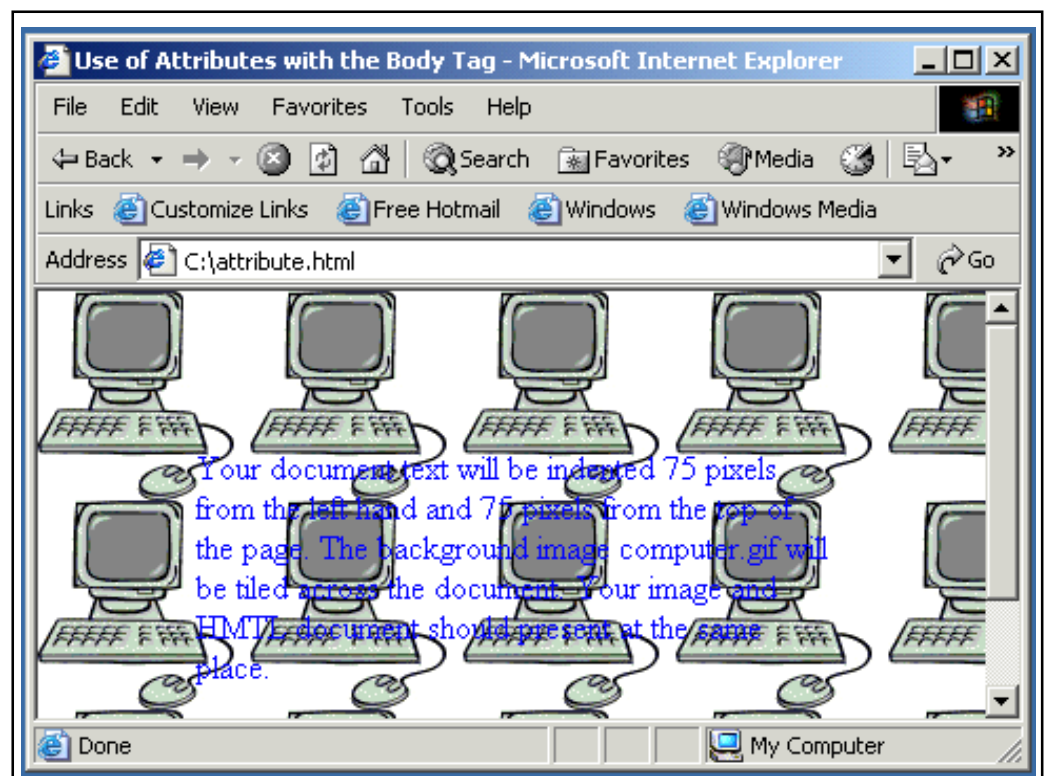 Use of Attributes with the Body Tag - Microsoft Internet Explorer
File Edit View Favorites Tools Help
Back Search Favorites Media »
Links Customize Links Free Hotmail Windows Windows Media
Address C:\attribute.html Go
Your document text will be indented 75 pixels
from the left hand and 75 pixels from the top of
the page. The background image computer.gif will
be tiled across the document. Your image and
HMTL document should present at the same
place.
Done My Computer